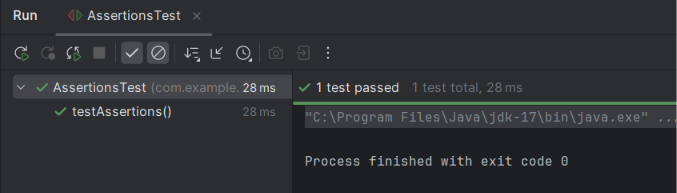 Run AssertionsTest
AssertionsTest (com.example. 28 ms
testAssertions() 28 ms
1 test passed 1 test total, 28 ms
"C:\Program Files\Java\jdk-17\bin\java.exe" ...
Process finished with exit code 0